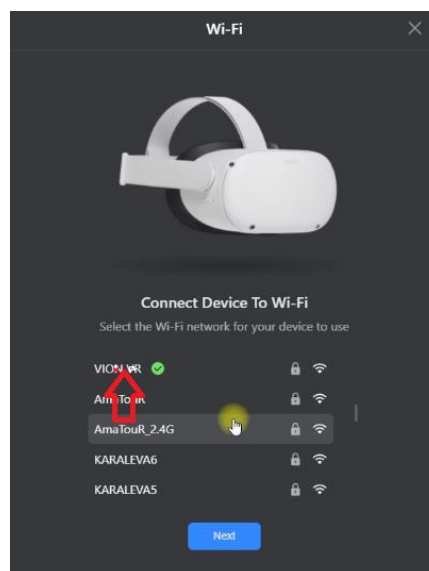 Wi-Fi
Connect Device To Wi-Fi
Select the Wi-Fi network for your device to use
VION VR
AmaTouR
AmaTouR_2.4G
KARALEVA6
KARALEVA5
Next